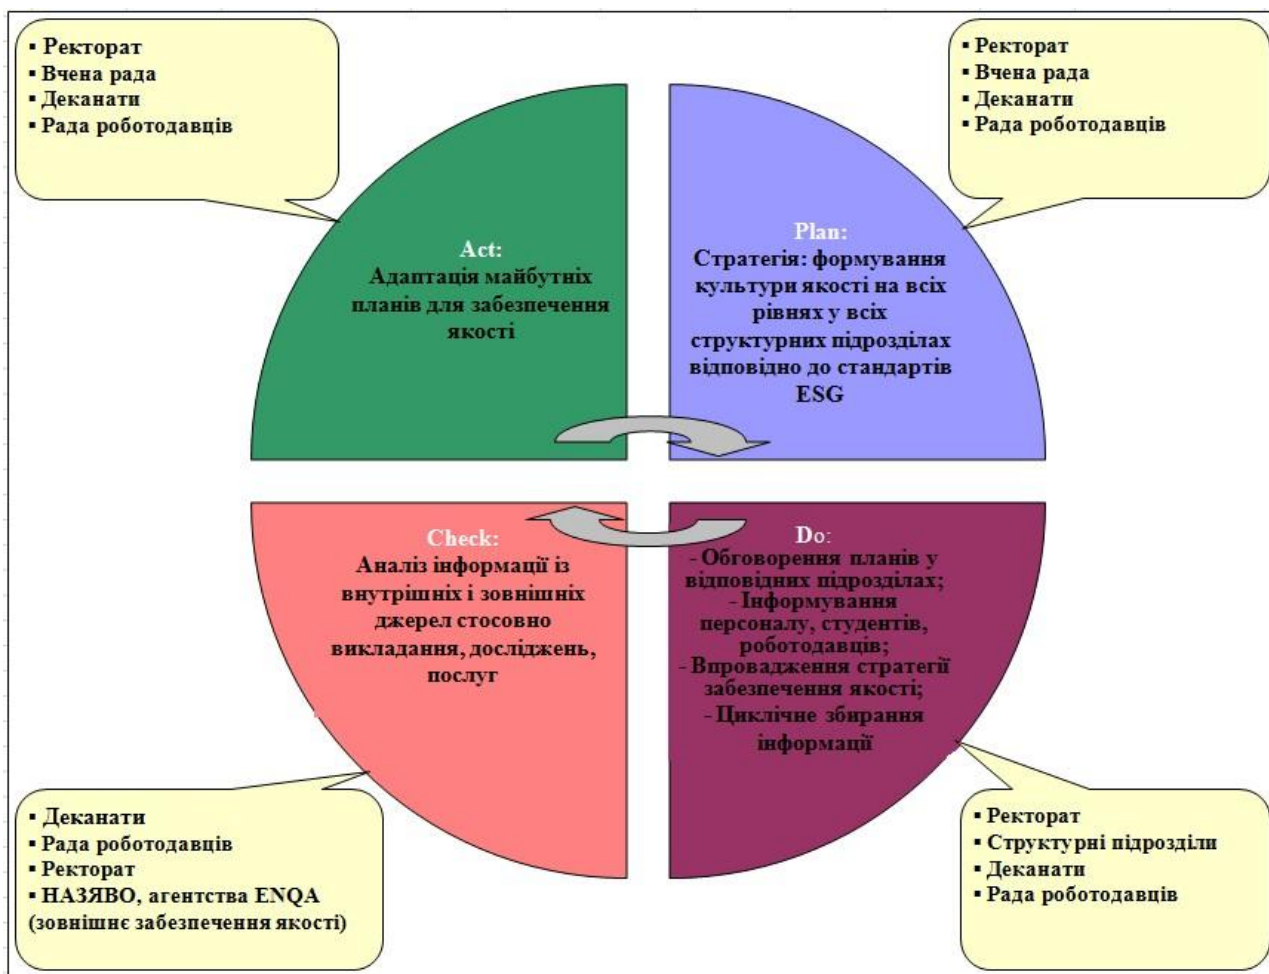 ▪ Ректорат
▪ Вчена рада
▪ Деканати
▪ Рада роботодавців
▪ Ректорат
▪ Вчена рада
▪ Деканати
▪ Рада роботодавців
Act:
Адаптація майбутніх
планів для забезпечення
якості
Plan:
Стратегія: формування
культури якості на всіх
рівнях у всіх
структурних підрозділах
відповідно до стандартів
ESG
Check:
Аналіз інформації із
внутрішніх і зовнішніх
джерел стосовно
викладання, досліджень,
послуг
Do:
- Обговорення планів у
відповідних підрозділах;
- Інформування
персоналу, студентів,
роботодавців;
- Впровадження стратегії
забезпечення якості;
- Циклічне збирання
інформації
▪ Деканати
▪ Рада роботодавців
▪ Ректорат
▪ НАЗЯВО, агентства ENQA
(зовнішнє забезпечення якості)
▪ Ректорат
▪ Структурні підрозділи
▪ Деканати
▪ Рада роботодавців